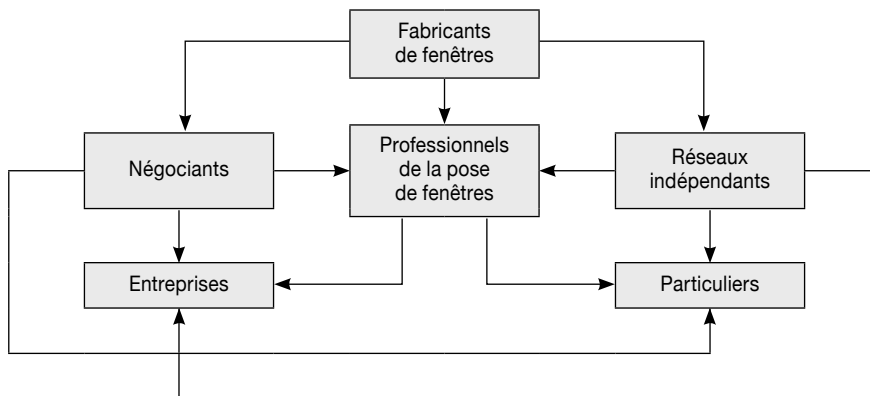 Fabricants
de fenêtres
Négociants
Professionnels
de la pose
de fenêtres
Réseaux
indépendants
Entreprises
Particuliers